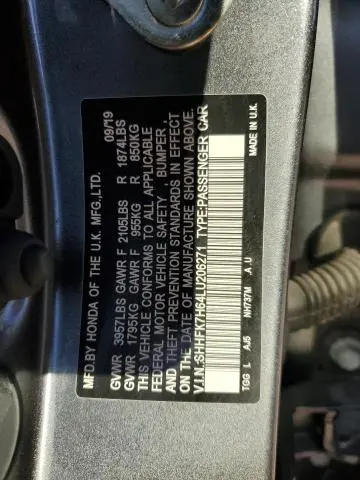 MFD.BY HONDA OF THE U.K. MFG.,LTD. 09/19
GVWR 3957LBS GAWR F 2105LBS R 1874LBS
GVWR 1795KG GAWR F 955KG R 850KG
THIS VEHICLE CONFORMS TO ALL APPLICABLE
FEDERAL MOTOR VEHICLE SAFETY , BUMPER ,
AND THEFT PREVENTION STANDARDS IN EFFECT
ON THE DATE OF MANUFACTURE SHOWN ABOVE.
V.I.N.:SHHFK7H64LU206271 TYPE:PASSENGER CAR
TGG L AJ5 NH737M A U MADE IN U.K.